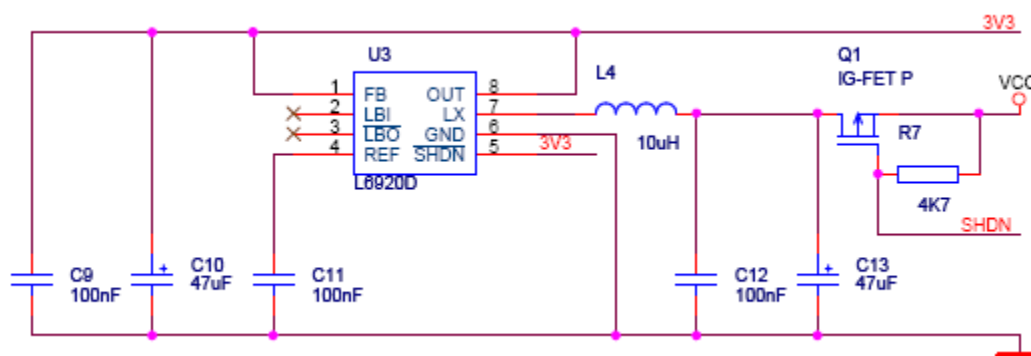 3V3
U3
Q1
IG-FET P
L4
VCC
1
FB
OUT
8
2
LBI
LX
7
3
LBO
GND
6
4
REF
SHDN
5
3V3
10uH
R7
L6920D
4K7
SHDN
C9
100nF
C10
47uF
C11
100nF
C12
100nF
C13
47uF